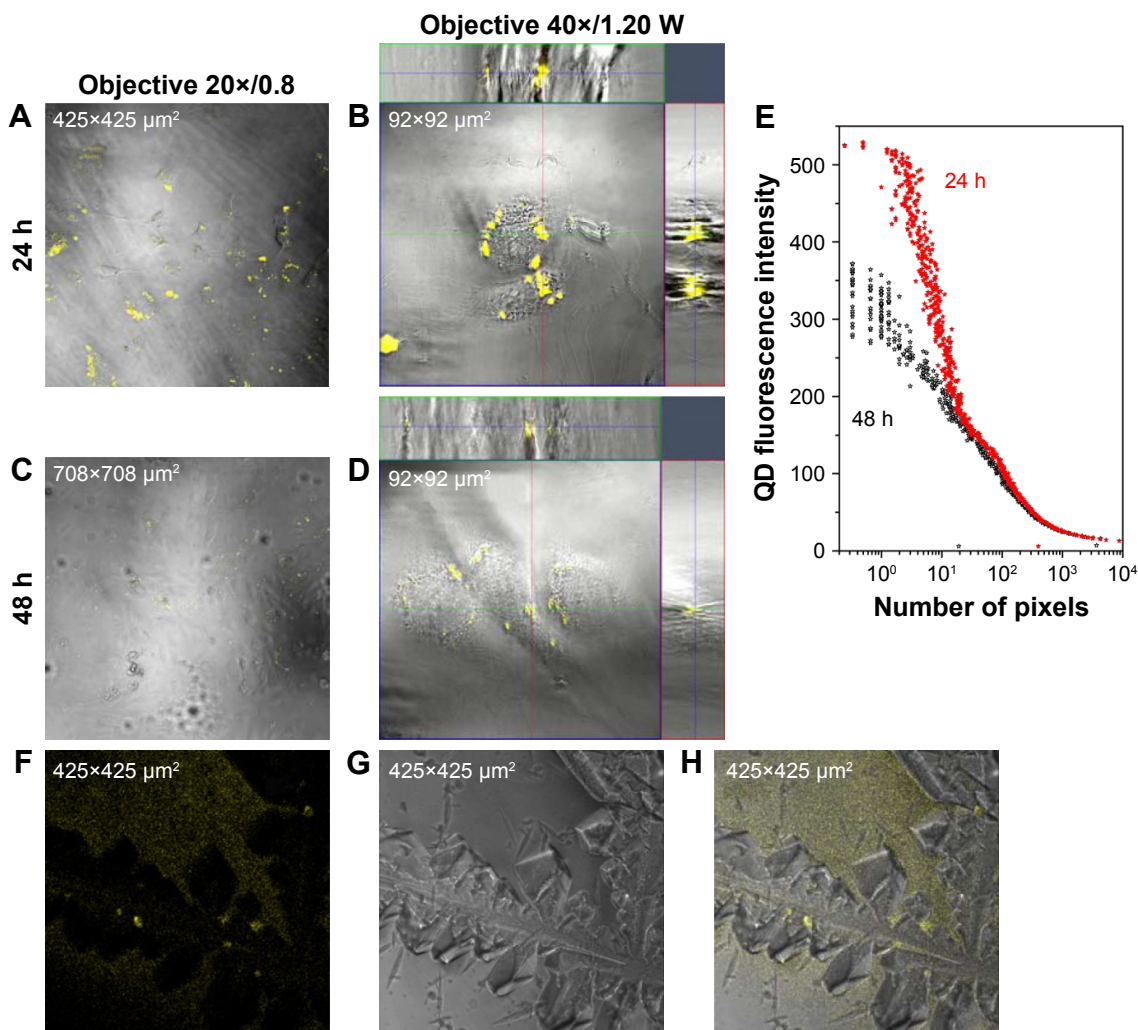 Objective 40×/1.20 W
Objective 20×/0.8
A
425×425 µm²
B
92×92 µm²
E
24 h
C
708×708 µm²
D
92×92 µm²
48 h
QD fluorescence intensity
500
400
300
200
100
0
24 h
48 h
10⁰ 10¹ 10² 10³ 10⁴
Number of pixels
F
425×425 µm²
G
425×425 µm²
H
425×425 µm²